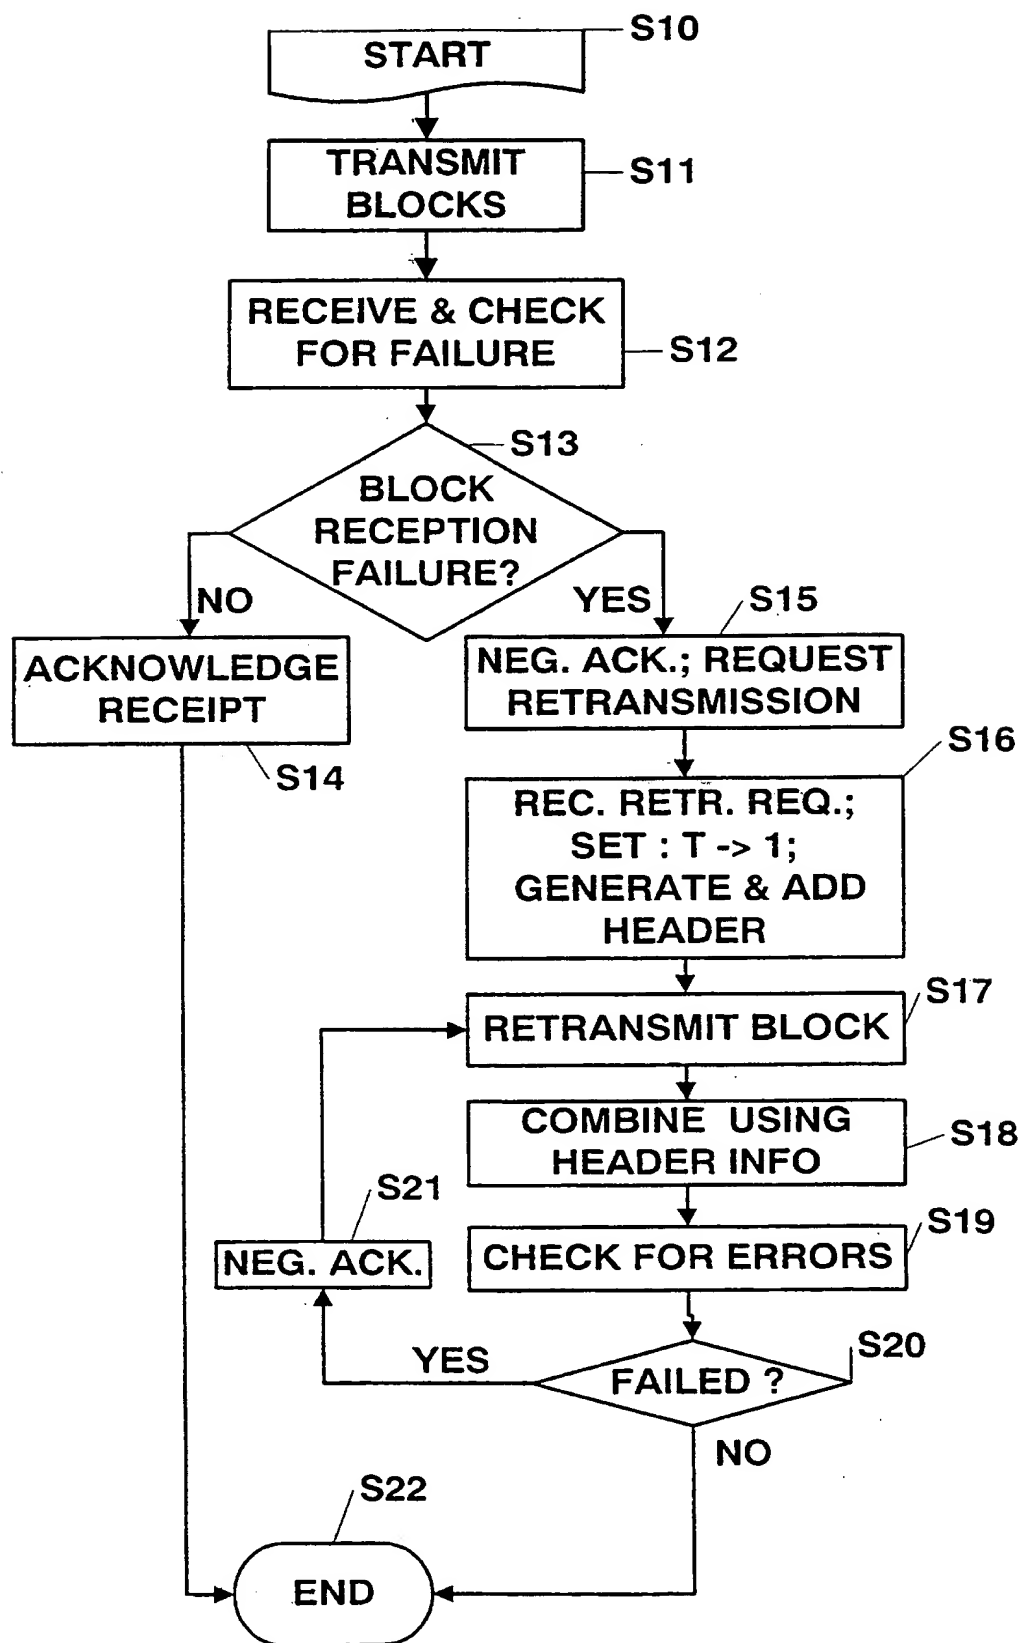 START
S10
TRANSMIT
BLOCKS
S11
RECEIVE & CHECK
FOR FAILURE
S12
S13
BLOCK
RECEPTION
FAILURE?
NO
YES
S15
ACKNOWLEDGE
RECEIPT
S14
NEG. ACK.; REQUEST
RETRANSMISSION
S16
REC. RETR. REQ.;
SET : T -> 1;
GENERATE & ADD
HEADER
S17
RETRANSMIT BLOCK
COMBINE USING
HEADER INFO
S18
S21
NEG. ACK.
S19
CHECK FOR ERRORS
YES
S20
FAILED ?
NO
S22
END